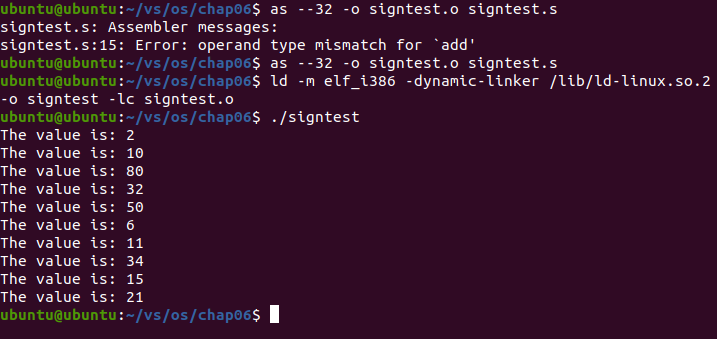 ubuntu@ubuntu:~/vs/os/chap06$ as --32 -o signtest.o signtest.s
signtest.s: Assembler messages:
signtest.s:15: Error: operand type mismatch for `add'
ubuntu@ubuntu:~/vs/os/chap06$ as --32 -o signtest.o signtest.s
ubuntu@ubuntu:~/vs/os/chap06$ ld -m elf_i386 -dynamic-linker /lib/ld-linux.so.2
-o signtest -lc signtest.o
ubuntu@ubuntu:~/vs/os/chap06$ ./signtest
The value is: 2
The value is: 10
The value is: 80
The value is: 32
The value is: 50
The value is: 6
The value is: 11
The value is: 34
The value is: 15
The value is: 21
ubuntu@ubuntu:~/vs/os/chap06$